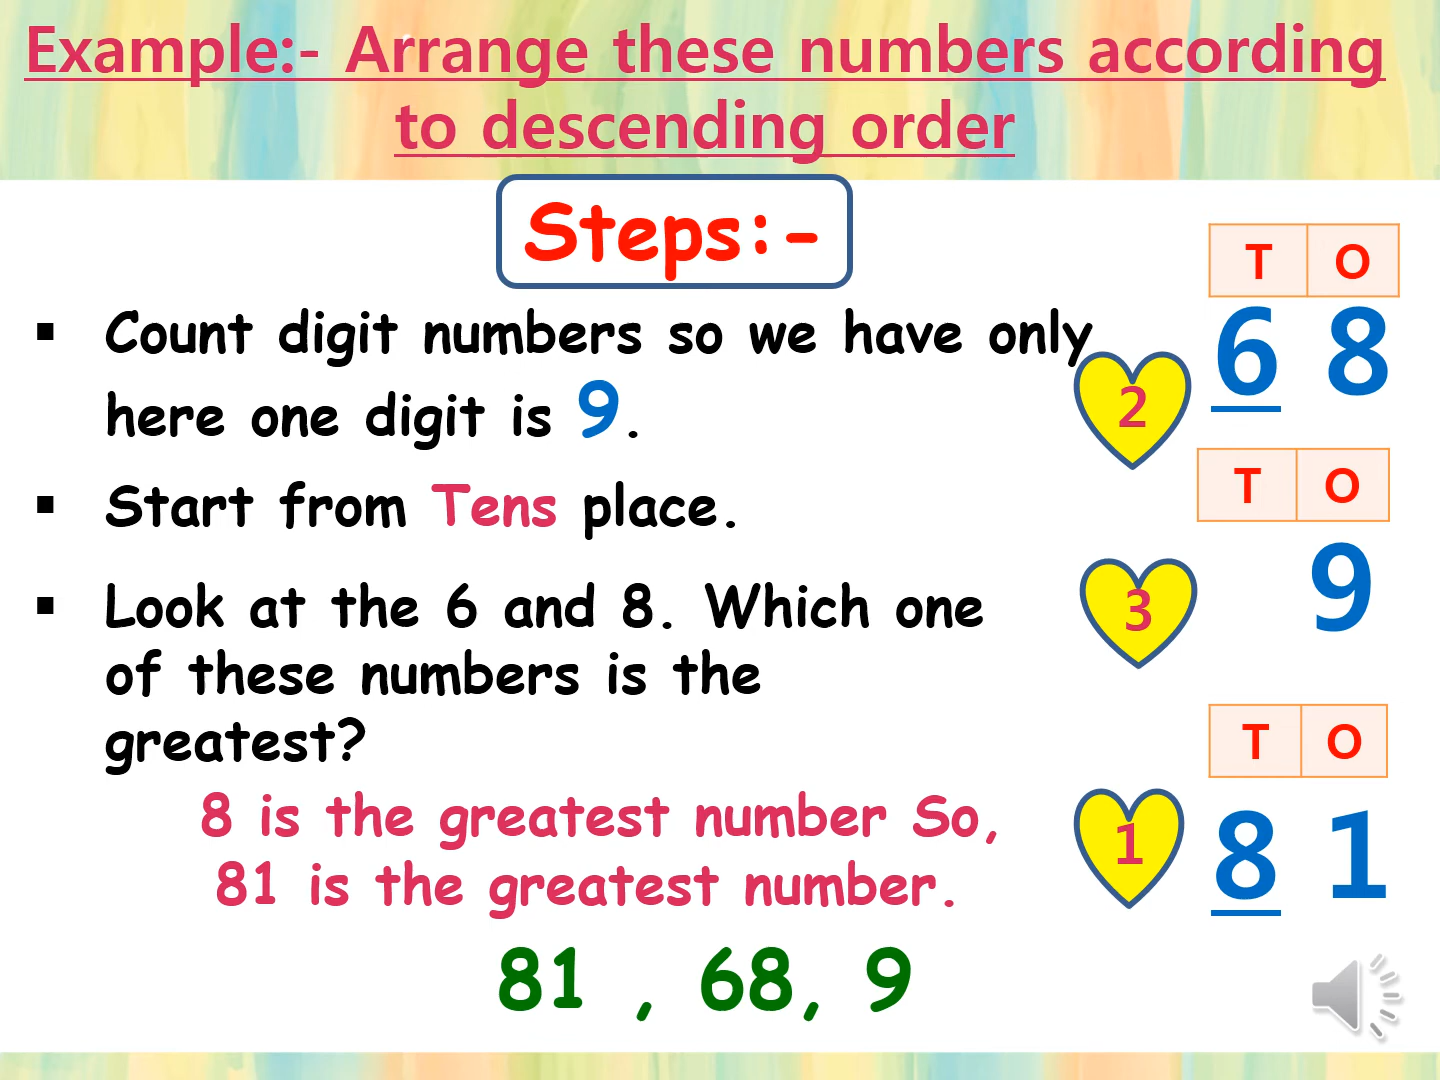 Example:- Arrange these numbers according
to descending order
Steps:-
▪ Count digit numbers so we have only
here one digit is 9.
▪ Start from Tens place.
▪ Look at the 6 and 8. Which one
of these numbers is the
greatest?
8 is the greatest number So,
81 is the greatest number.
81 , 68, 9
T O
2 6 8
T O
3 9
T O
1 8 1